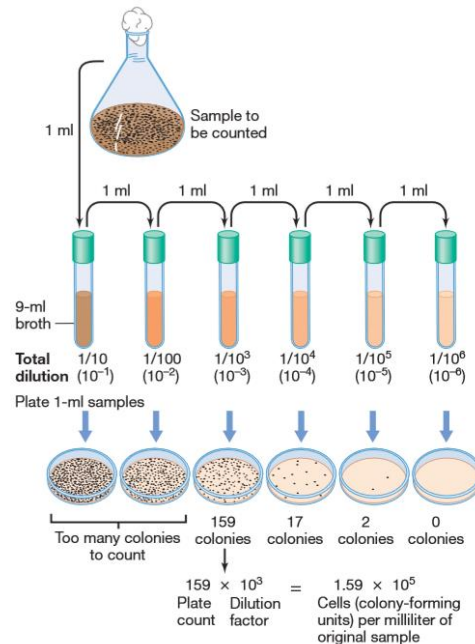 Sample to
be counted
1 ml
1 ml
1 ml
1 ml
1 ml
1 ml
9-ml
broth
Total
dilution
1/10
(10⁻¹)
1/100
(10⁻²)
1/10³
(10⁻³)
1/10⁴
(10⁻⁴)
1/10⁵
(10⁻⁵)
1/10⁶
(10⁻⁶)
Plate 1-ml samples
Too many colonies
to count
159
colonies
17
colonies
2
colonies
0
colonies
159 × 10³ = 1.59 × 10⁵
Plate
count
Dilution
factor
Cells (colony-forming
units) per milliliter of
original sample